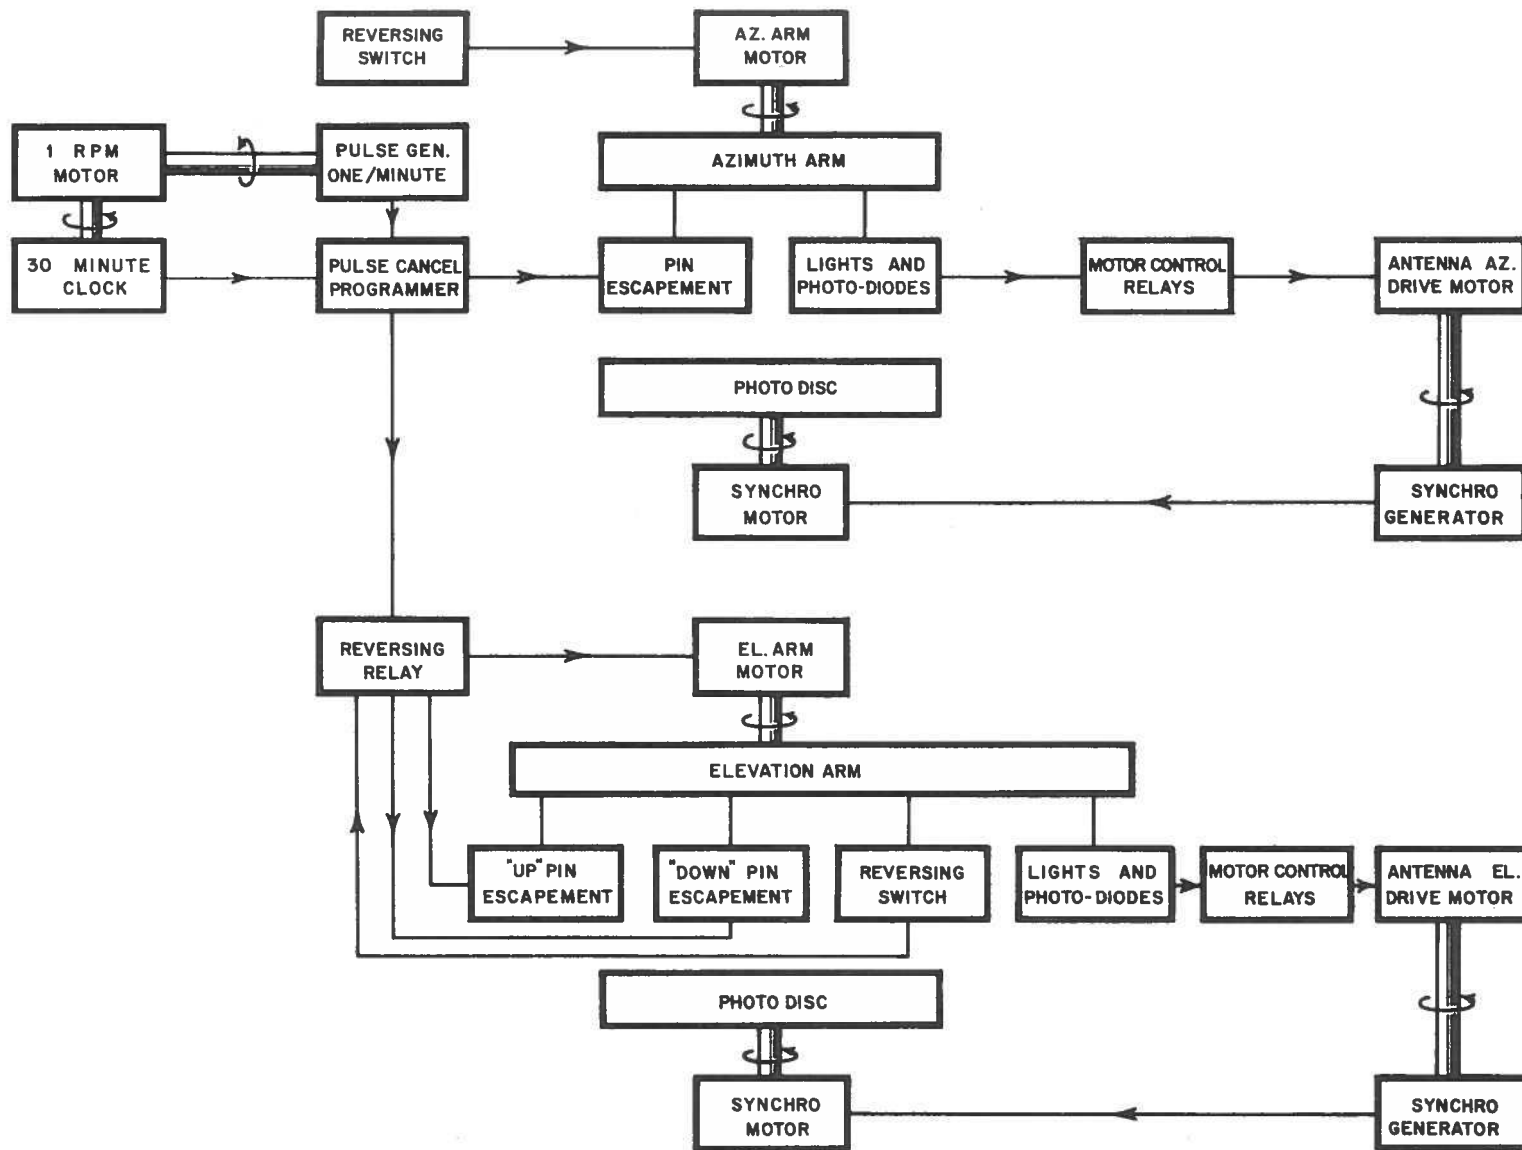 REVERSING
SWITCH
AZ. ARM
MOTOR
1 RPM
MOTOR
PULSE GEN.
ONE/MINUTE
AZIMUTH ARM
30 MINUTE
CLOCK
PULSE CANCEL
PROGRAMMER
PIN
ESCAPEMENT
LIGHTS AND
PHOTO-DIODES
MOTOR CONTROL
RELAYS
ANTENNA AZ.
DRIVE MOTOR
PHOTO DISC
SYNCHRO
MOTOR
SYNCHRO
GENERATOR
REVERSING
RELAY
EL. ARM
MOTOR
ELEVATION ARM
"UP" PIN
ESCAPEMENT
"DOWN" PIN
ESCAPEMENT
REVERSING
SWITCH
LIGHTS AND
PHOTO-DIODES
MOTOR CONTROL
RELAYS
ANTENNA EL.
DRIVE MOTOR
PHOTO DISC
SYNCHRO
MOTOR
SYNCHRO
GENERATOR